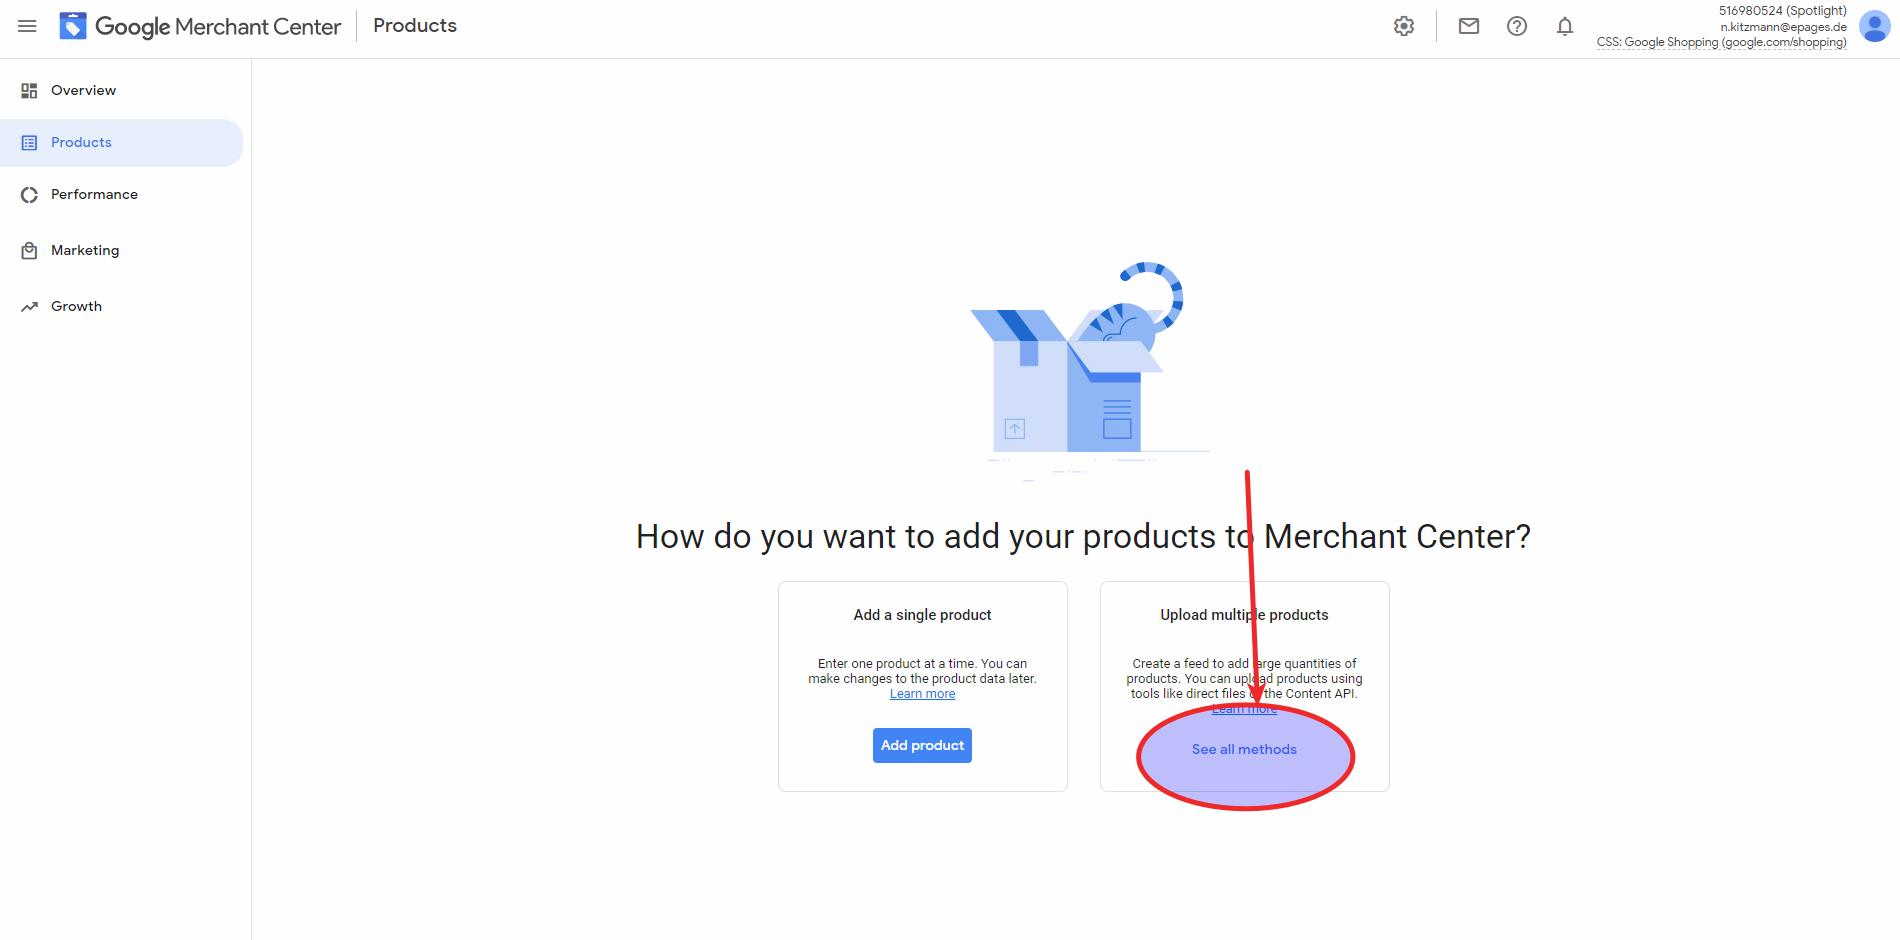 Google Merchant Center
Products
516980524 (Spotlight)
n.kitzmann@epages.de
CSS: Google Shopping (google.com/shopping)
Overview
Products
Performance
Marketing
Growth
How do you want to add your products to Merchant Center?
Add a single product
Enter one product at a time. You can
make changes to the product data later.
Learn more
Add product
Upload multiple products
Create a feed to add large quantities of
products. You can upload products using
tools like direct files or the Content API.
Learn more
See all methods